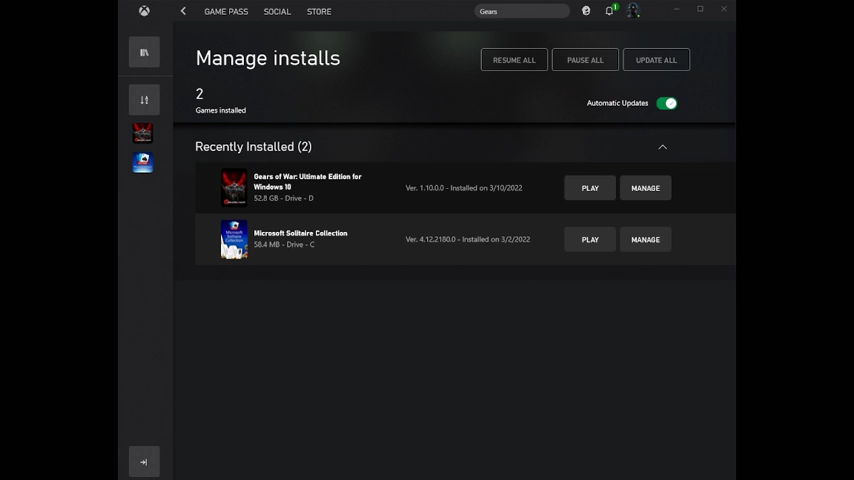 GAME PASS SOCIAL STORE Gears 1
Manage installs
RESUME ALL PAUSE ALL UPDATE ALL
2
Games installed
Automatic Updates
Recently Installed (2)
Gears of War: Ultimate Edition for
Windows 10
52.8 GB - Drive - D
Ver. 1.10.0.0 - Installed on 3/10/2022
PLAY MANAGE
Microsoft Solitaire Collection
58.4 MB - Drive - C
Ver. 4.12.2180.0 - Installed on 3/2/2022
PLAY MANAGE